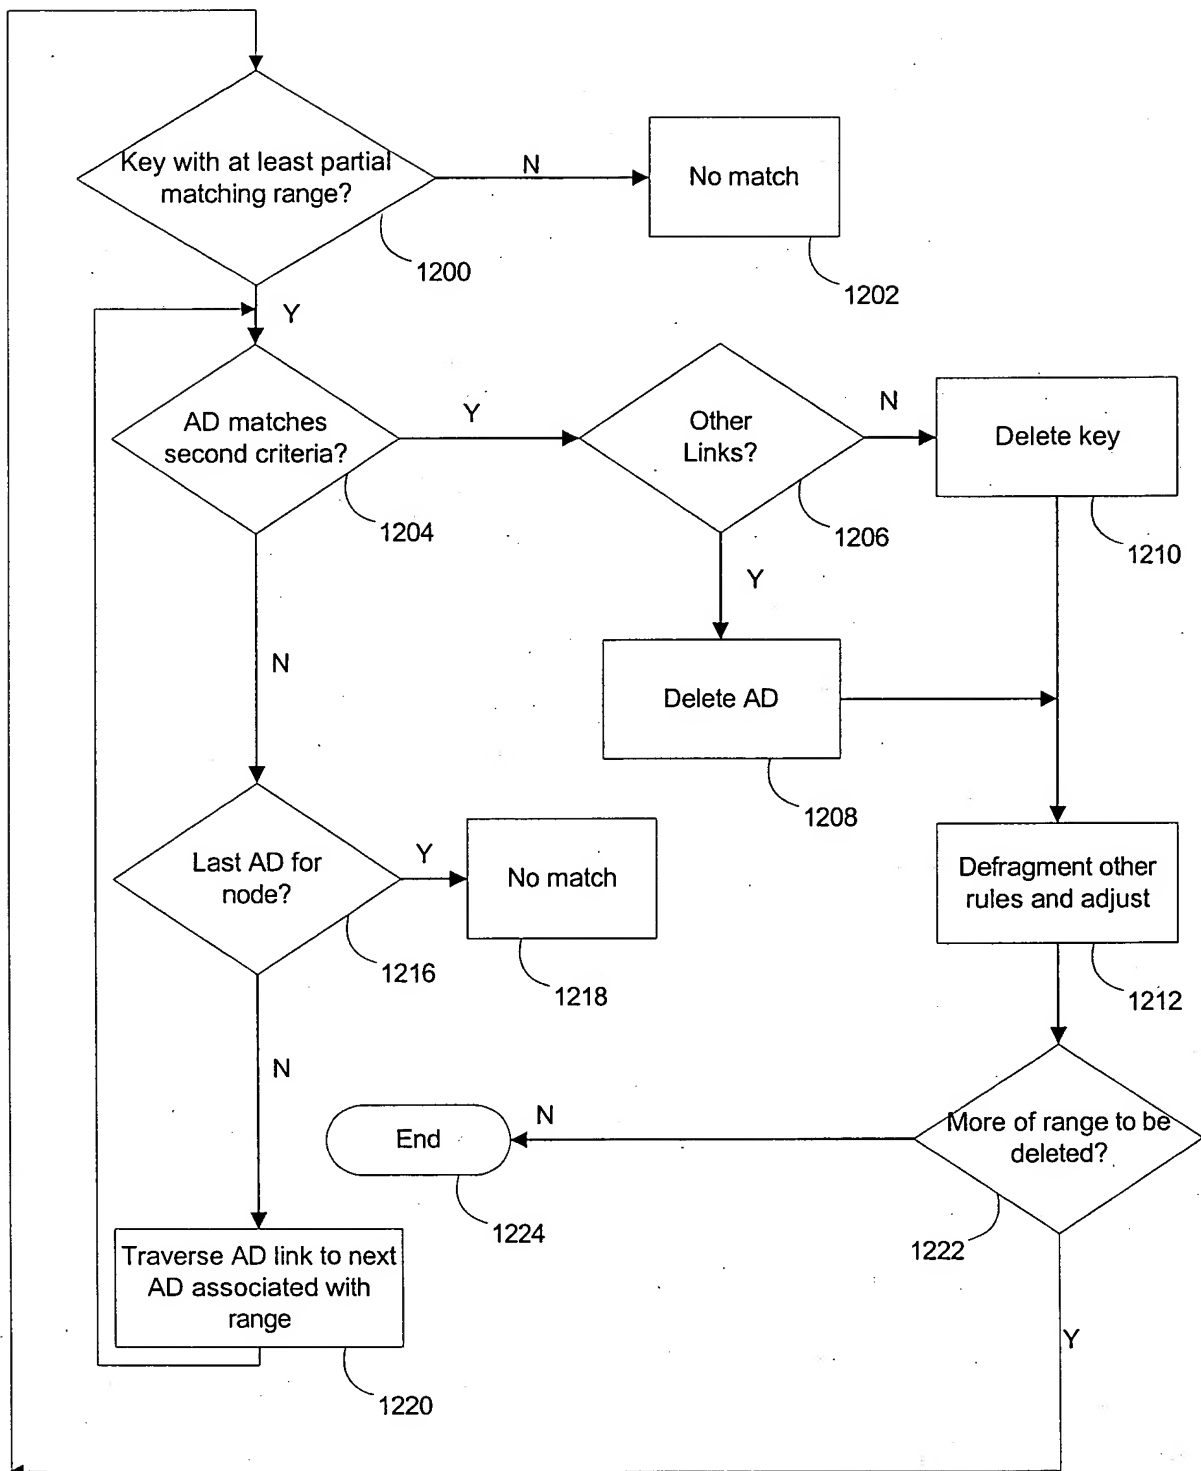 Key with at least partial
matching range?
N
No match
1200
1202
Y
AD matches
second criteria?
Y
Other
Links?
N
Delete key
1204
1206
1210
Y
N
Delete AD
1208
Last AD for
node?
Y
No match
Defragment other
rules and adjust
1216
1218
1212
N
End
N
More of range to be
deleted?
1224
1222
Traverse AD link to next
AD associated with
range
Y
1220